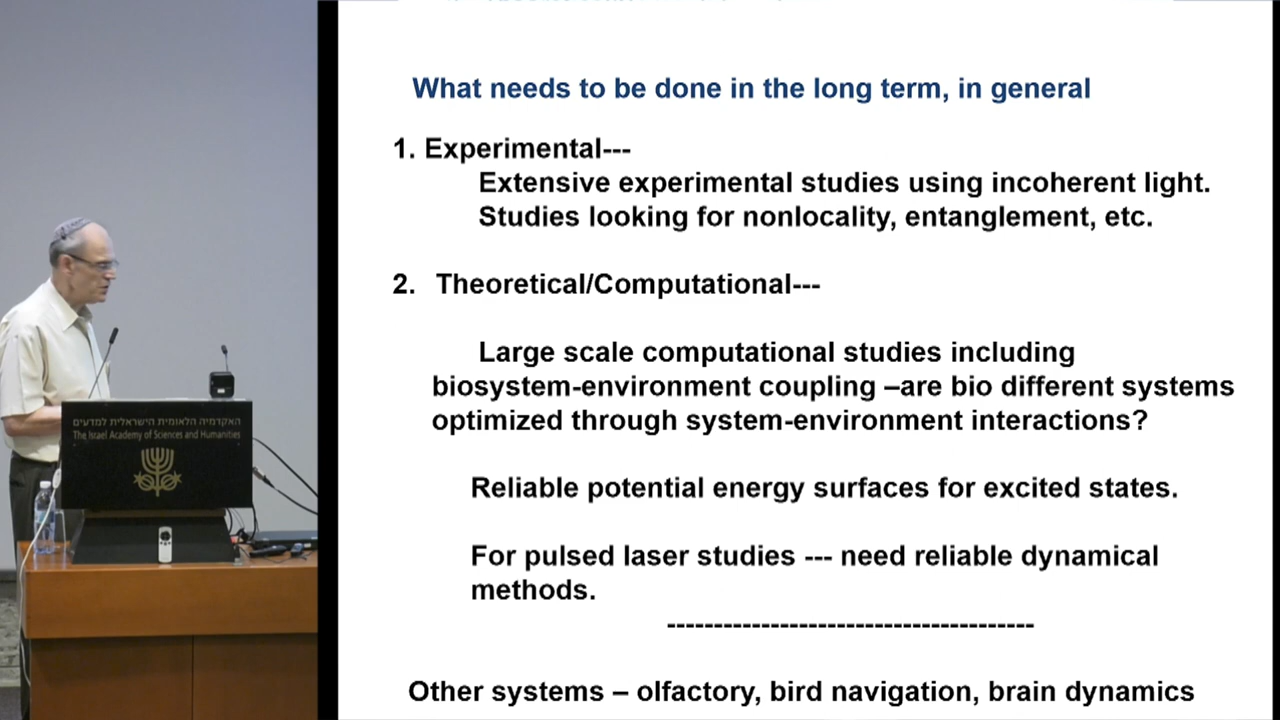 What needs to be done in the long term, in general
1. Experimental---
Extensive experimental studies using incoherent light.
Studies looking for nonlocality, entanglement, etc.
2. Theoretical/Computational---
Large scale computational studies including
biosystem-environment coupling –are bio different systems
optimized through system-environment interactions?
Reliable potential energy surfaces for excited states.
For pulsed laser studies --- need reliable dynamical
methods.
---------------------------------------
Other systems – olfactory, bird navigation, brain dynamics
האקדמיה הלאומית הישראלית למדעים
The Israel Academy of Sciences and Humanities